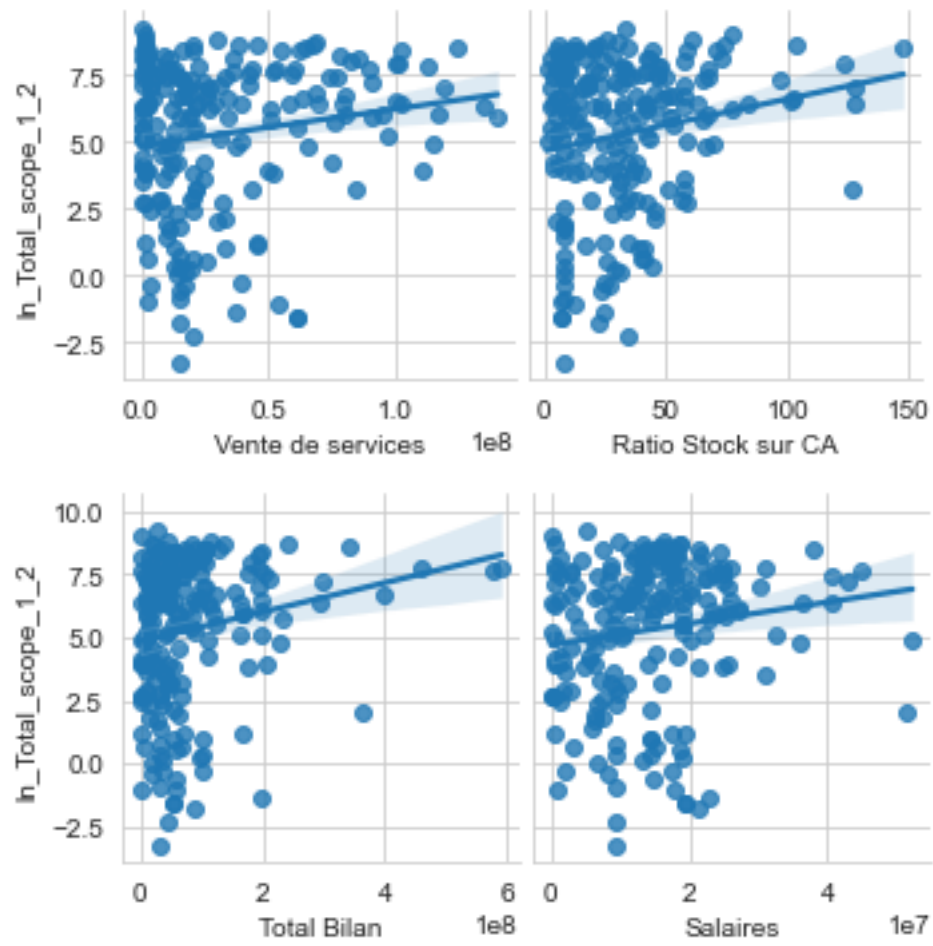 ln_Total_scope_1_2
7.5
5.0
2.5
0.0
−2.5
0.0 0.5 1.0 0 50 100 150
Vente de services 1e8 Ratio Stock sur CA
ln_Total_scope_1_2
10.0
7.5
5.0
2.5
0.0
−2.5
0 2 4 6 0 2 4
Total Bilan 1e8 Salaires 1e7